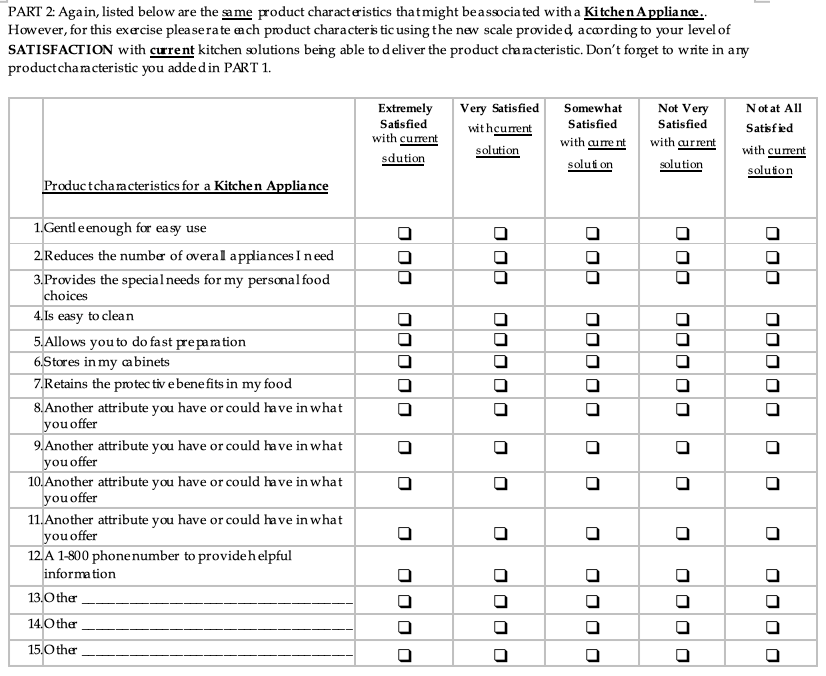 PART 2: Again, listed below are the same product characteristics that might be associated with a Kitchen Appliance..
However, for this exercise please rate each product characteristic using the new scale provided, according to your level of
SATISFACTION with current kitchen solutions being able to deliver the product characteristic. Don't forget to write in any
product characteristic you added in PART 1.
Product characteristics for a Kitchen Appliance
Extremely
Satisfied
with current
solution
Very Satisfied
with current
solution
Somewhat
Satisfied
with current
solution
Not Very
Satisfied
with current
solution
Not at All
Satisfied
with current
solution
1. Gentle enough for easy use
2. Reduces the number of overall appliances I need
3. Provides the special needs for my personal food
choices
4. Is easy to clean
5. Allows you to do fast preparation
6. Stores in my cabinets
7. Retains the protective benefits in my food
8. Another attribute you have or could have in what
you offer
9. Another attribute you have or could have in what
you offer
10. Another attribute you have or could have in what
you offer
11. Another attribute you have or could have in what
you offer
12. A 1-800 phone number to provide helpful
information
13. Other ____________________
14. Other ____________________
15. Other ____________________